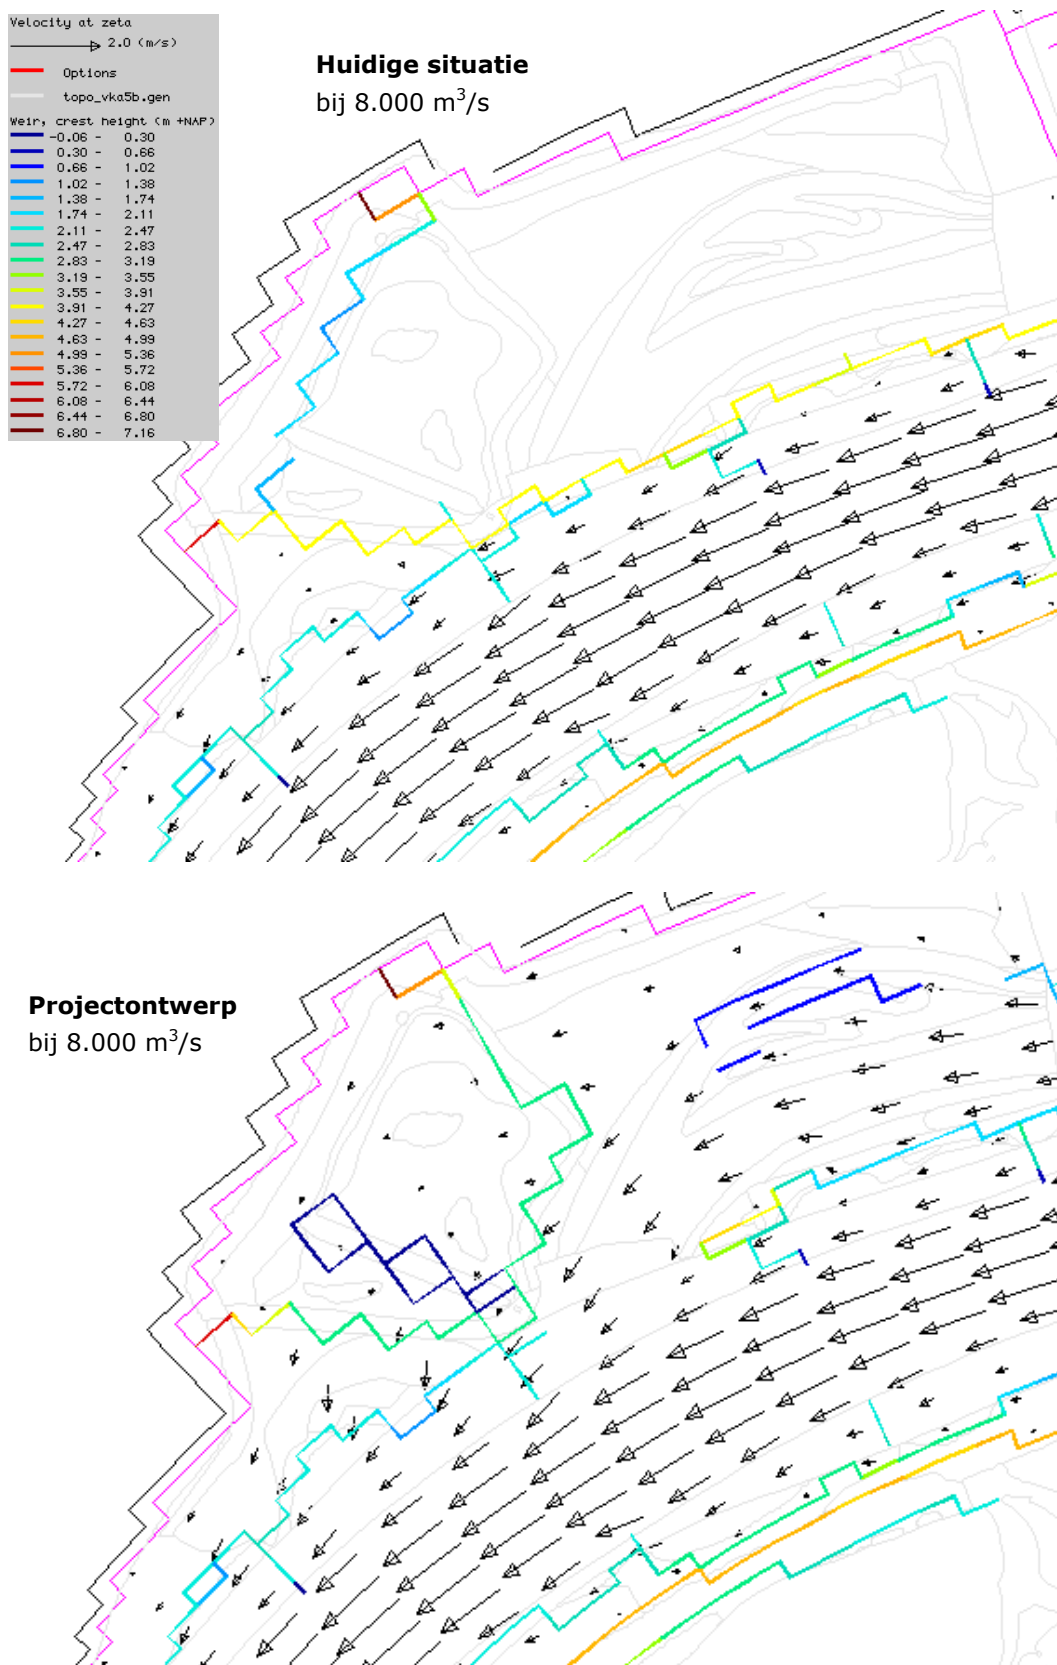 Velocity at zeta
2.0 (m/s)
Options
topo_vka5b.gen
Weir, crest height (m +NAP)
-0.06 - 0.30
0.30 - 0.66
0.66 - 1.02
1.02 - 1.38
1.38 - 1.74
1.74 - 2.11
2.11 - 2.47
2.47 - 2.83
2.83 - 3.19
3.19 - 3.55
3.55 - 3.91
3.91 - 4.27
4.27 - 4.63
4.63 - 4.99
4.99 - 5.36
5.36 - 5.72
5.72 - 6.08
6.08 - 6.44
6.44 - 6.80
6.80 - 7.16
Huidige situatie
bij 8.000 m³/s
Projectontwerp
bij 8.000 m³/s